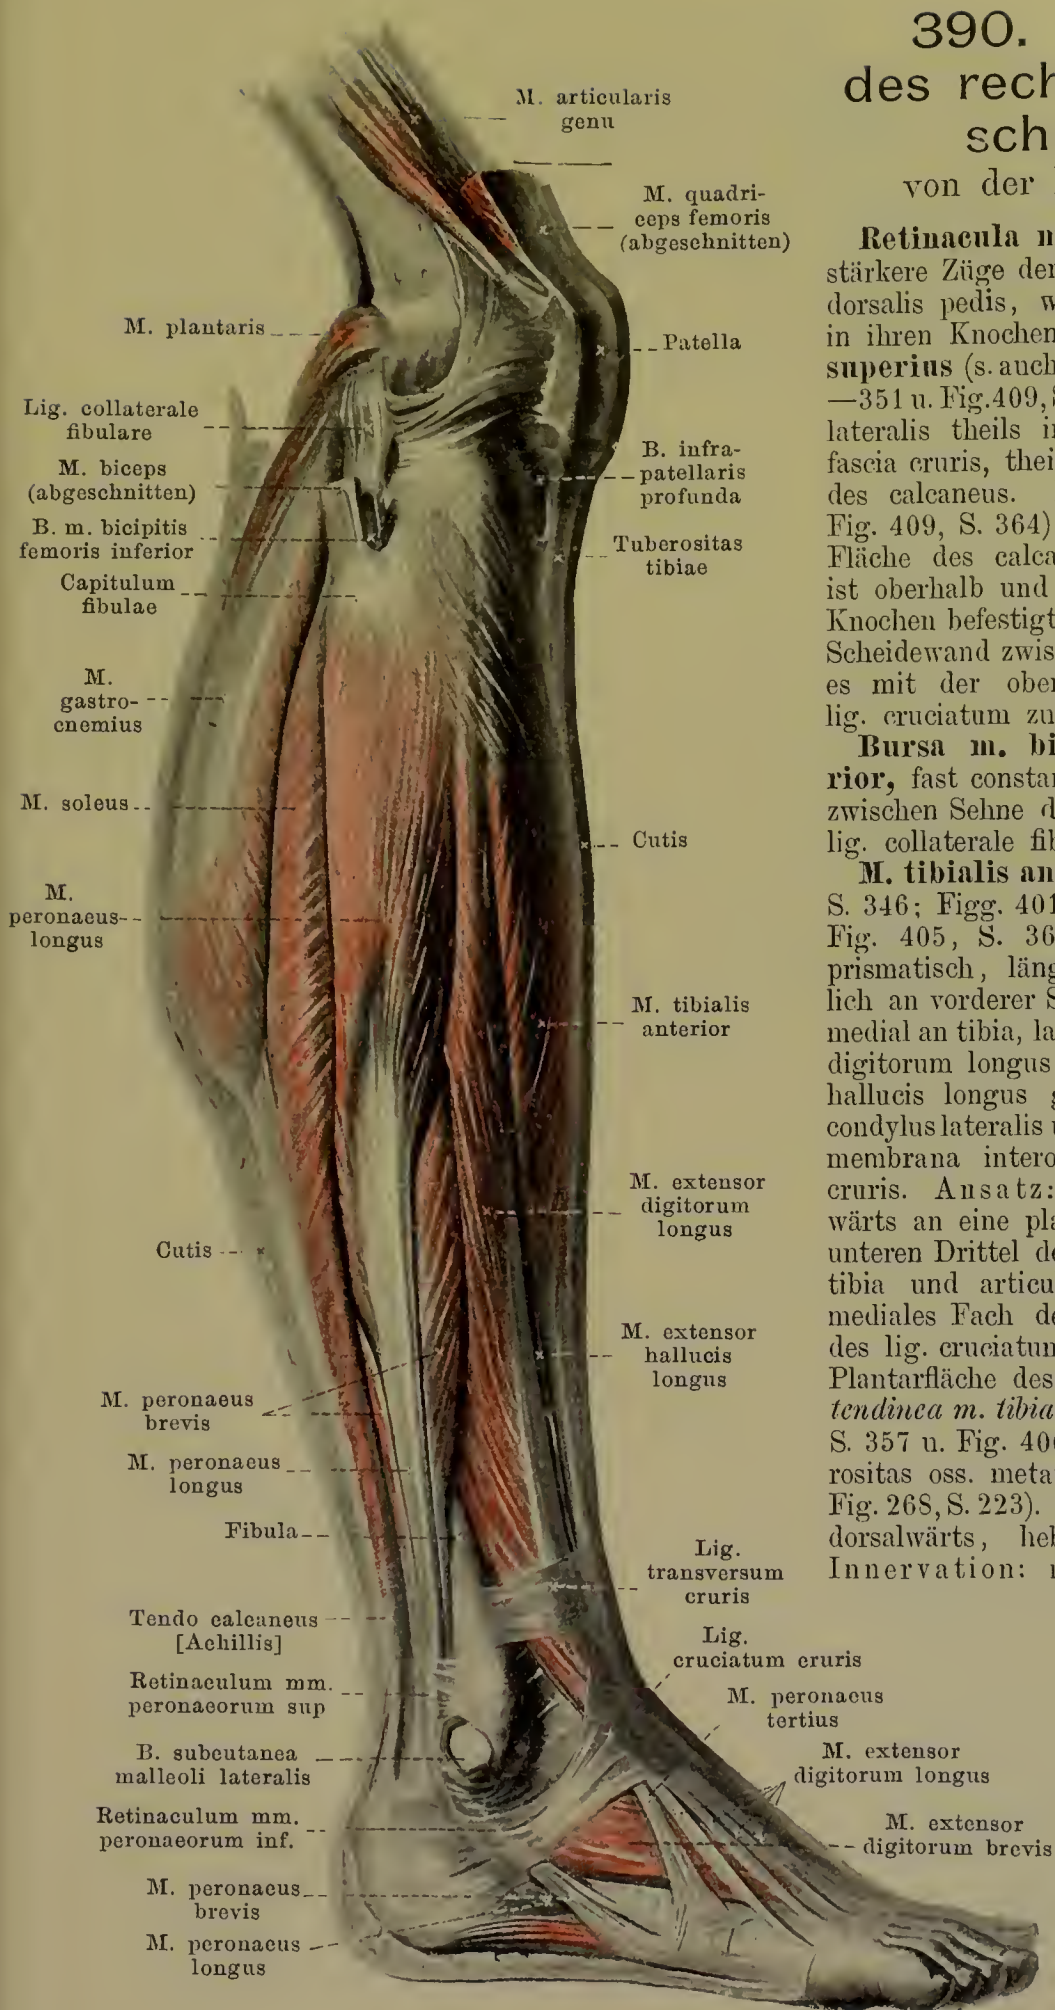 M. articularis
genu
M. quadri-
ceps femoris
(abgeschnitten)
M. plantaris
Patella
Lig. collaterale
fibulare
M. biceps
(abgeschnitten)
B. m. bicipitis
femoris inferior
Capitulum
fibulae
B. infra-
patellaris
profunda
Tuberositas
tibiae
M.
gastro-
cnemius
M. soleus
Cutis
M.
peronaeus
longus
M. tibialis
anterior
M. extensor
digitorum
longus
Cutis
M. extensor
hallucis
longus
M. peronaeus
brevis
M. peronaeus
longus
Fibula
Lig.
transversum
cruris
Tendo calcaneus
[Achillis]
Lig.
cruciatum cruris
Retinaculum mm.
peronaeorum sup
M. peronaeus
tertius
B. subcutanea
malleoli lateralis
M. extensor
digitorum longus
Retinaculum mm.
peronaeorum inf.
M. extensor
digitorum brevis
M. peronaeus
brevis
M. peronaeus
longus
390.
des rech
sch
von der
Retinacula
stärkere Züge der
dorsalis pedis, w
in ihren Knochen
superius (s. auch
—351 u. Fig. 409,
lateralis theils i
fascia cruris, thei
des calcaneus.
Fig. 409, S. 364)
Fläche des calca
ist oberhalb und
Knochen befestigt
Scheidewand zwis
es mit der ober
lig. cruciatum zu
Bursa m. bi
rior, fast constan
zwischen Sehne d
lig. collaterale fib
M. tibialis an
S. 346; Figg. 401
Fig. 405, S. 36
prismatisch, läng
lich an vorderer S
medial an tibia, la
digitorum longus
hallucis longus g
condylus lateralis
membrana intero
cruris. Ansatz:
wärts an eine pla
unteren Drittel de
tibia und articu
mediales Fach de
des lig. cruciatum
Plantarfläche des
tendinea m. tibia
S. 357 u. Fig. 40
rositas oss. meta
Fig. 268, S. 223).
dorsalwärts, heb
Innervation: